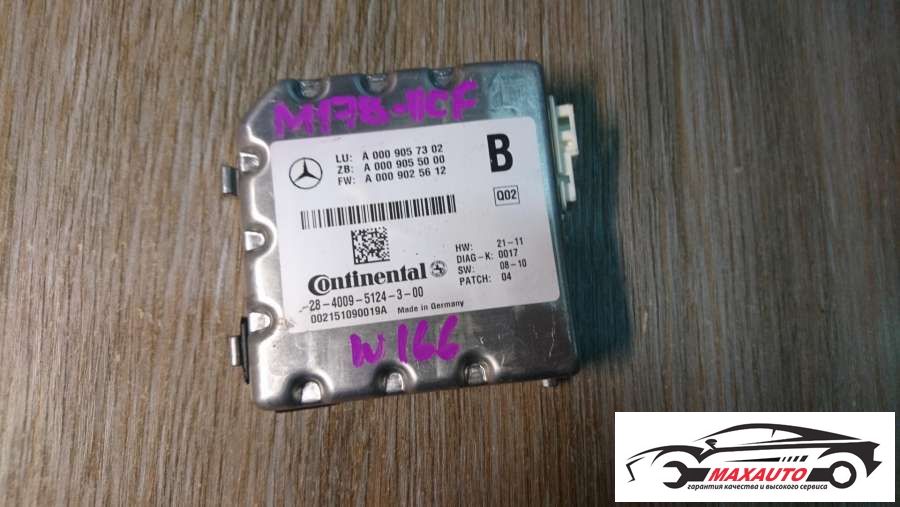 M178-11CF
LU: A 000 905 73 02
ZB: A 000 905 50 00
FW: A 000 902 56 12
B
Q02
HW: 21-11
DIAG-K: 0017
SW: 08-10
PATCH: 04
Continental
28-4009-5124-3-00
002151090019A Made in Germany
W166
MAXAUTO
гарантия качества и высокого сервиса